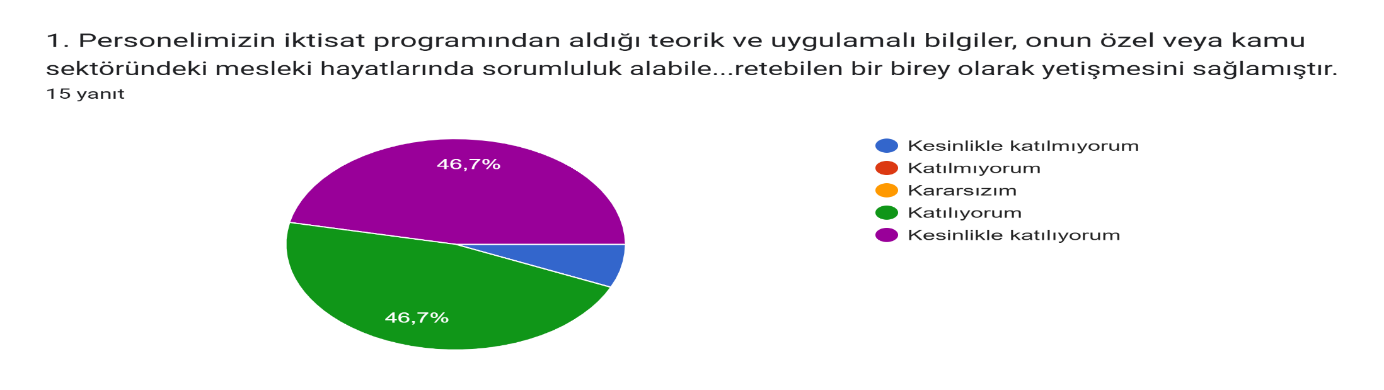 1. Personelimizin iktisat programından aldığı teorik ve uygulamalı bilgiler, onun özel veya kamu
sektöründeki mesleki hayatlarında sorumluluk alabile...retebilen bir birey olarak yetişmesini sağlamıştır.
15 yanıt
46,7%
46,7%
Kesinlikle katılmıyorum
Katılmıyorum
Kararsızım
Katılıyorum
Kesinlikle katılıyorum